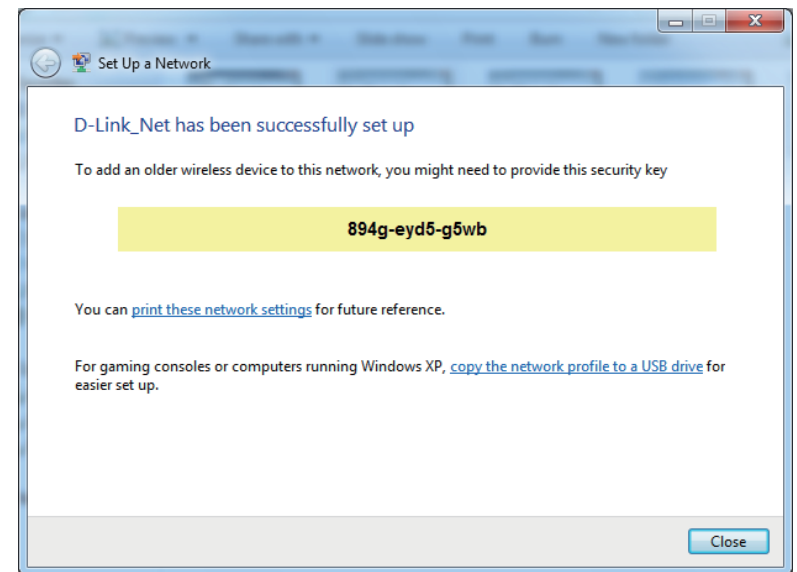 Set Up a Network
D-Link_Net has been successfully set up
To add an older wireless device to this network, you might need to provide this security key
894g-eyd5-g5wb
You can print these network settings for future reference.
For gaming consoles or computers running Windows XP, copy the network profile to a USB drive for
easier set up.
Close